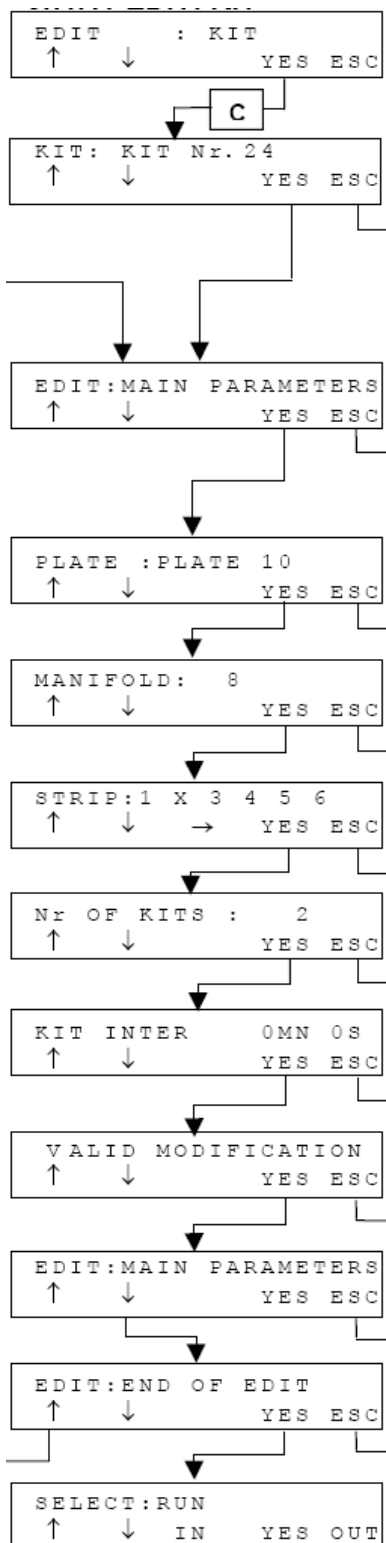 EDIT : KIT
↑ ↓ YES ESC
C
KIT: KIT Nr.24
↑ ↓ YES ESC
EDIT:MAIN PARAMETERS
↑ ↓ YES ESC
PLATE :PLATE 10
↑ ↓ YES ESC
MANIFOLD: 8
↑ ↓ YES ESC
STRIP:1 X 3 4 5 6
↑ ↓ → YES ESC
Nr OF KITS : 2
↑ ↓ YES ESC
KIT INTER 0MN 0S
↑ ↓ YES ESC
VALID MODIFICATION
↑ ↓ YES ESC
EDIT:MAIN PARAMETERS
↑ ↓ YES ESC
EDIT:END OF EDIT
↑ ↓ YES ESC
SELECT:RUN
↑ ↓ IN YES OUT